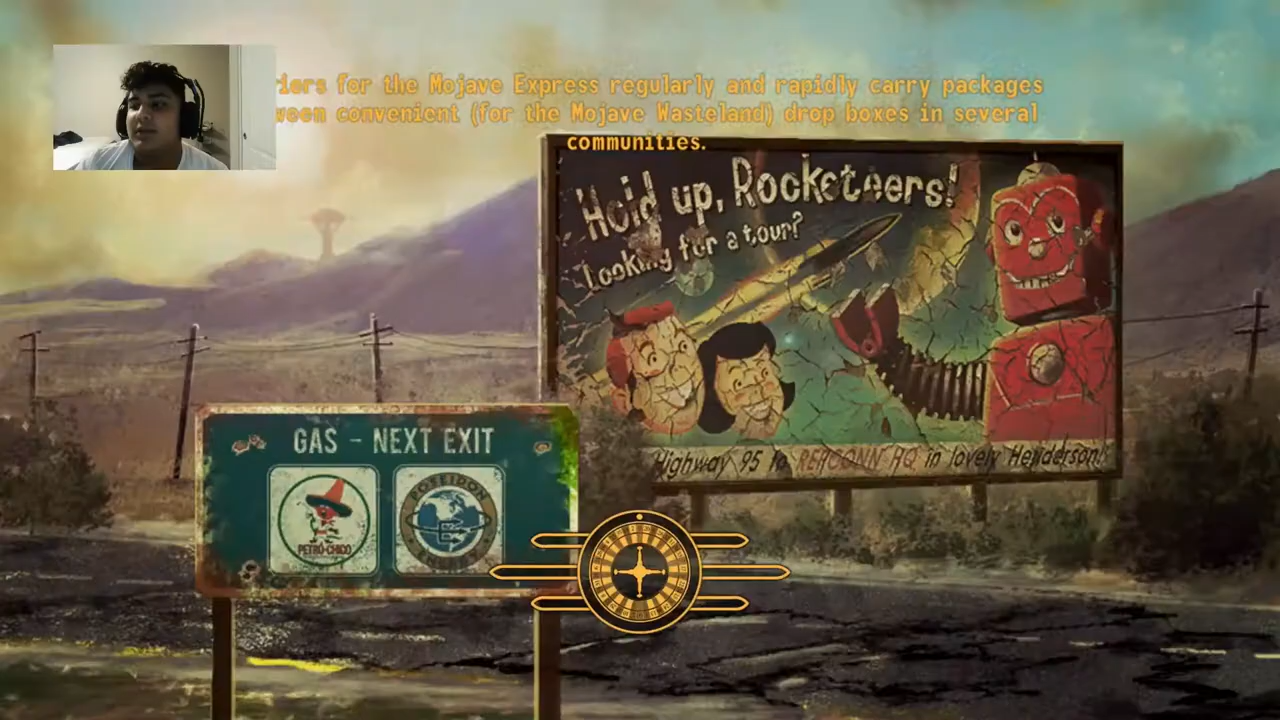 riers for the Mojave Express regularly and rapidly carry packages
ween convenient (for the Mojave Wasteland) drop boxes in several
communities.
Hold up, Rocketeers!
Looking for a tour?
Highway 95 to REPCONN HQ in lovely Henderson!
GAS - NEXT EXIT
PETRÓ-CHICO
POSEIDON